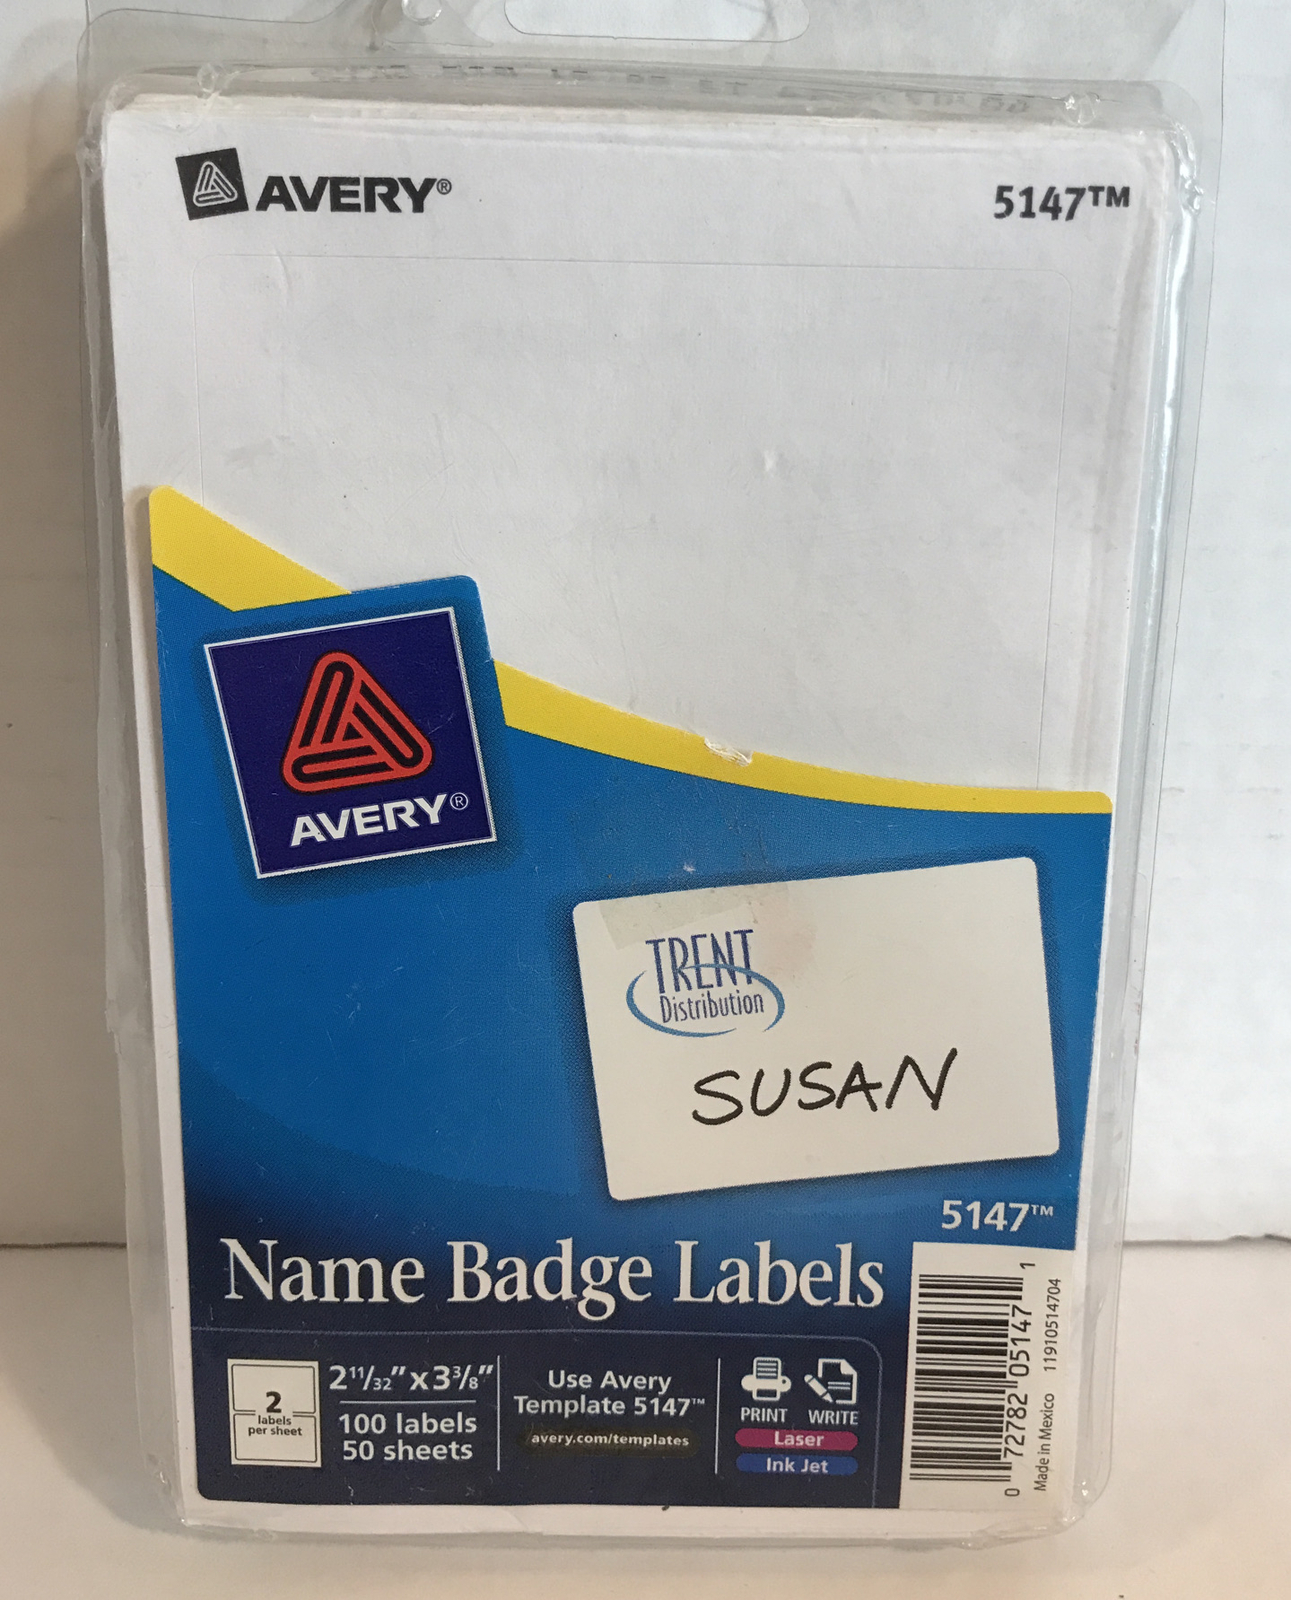 AVERY®
5147™
AVERY®
TRENT
Distribution
SUSAN
5147™
Name Badge Labels
2
labels
per sheet
2 11/32" x 3 3/8"
100 labels
50 sheets
Use Avery
Template 5147™
avery.com/templates
PRINT WRITE
Laser
Ink Jet
0 72782 05147 1
Made in Mexico 11910514704